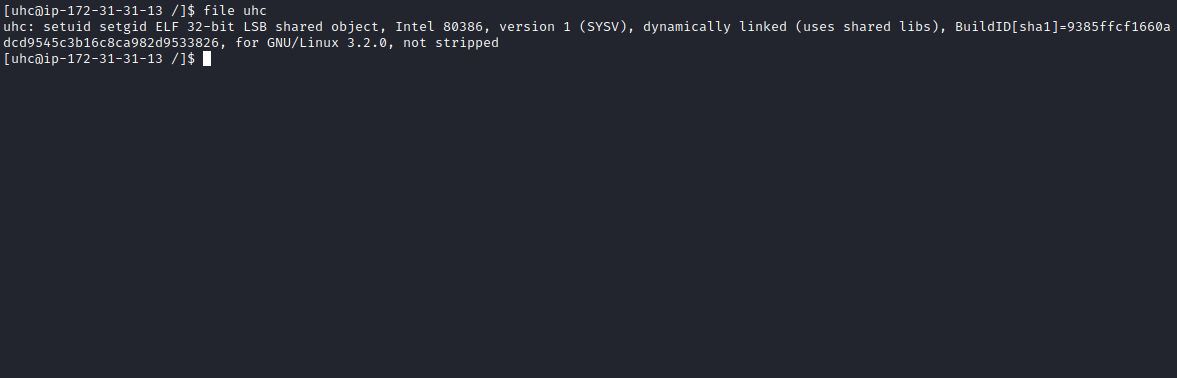 [uhc@ip-172-31-31-13 /]$ file uhc
uhc: setuid setgid ELF 32-bit LSB shared object, Intel 80386, version 1 (SYSV), dynamically linked (uses shared libs), BuildID[sha1]=9385ffcf1660a
dcd9545c3b16c8ca982d9533826, for GNU/Linux 3.2.0, not stripped
[uhc@ip-172-31-31-13 /]$